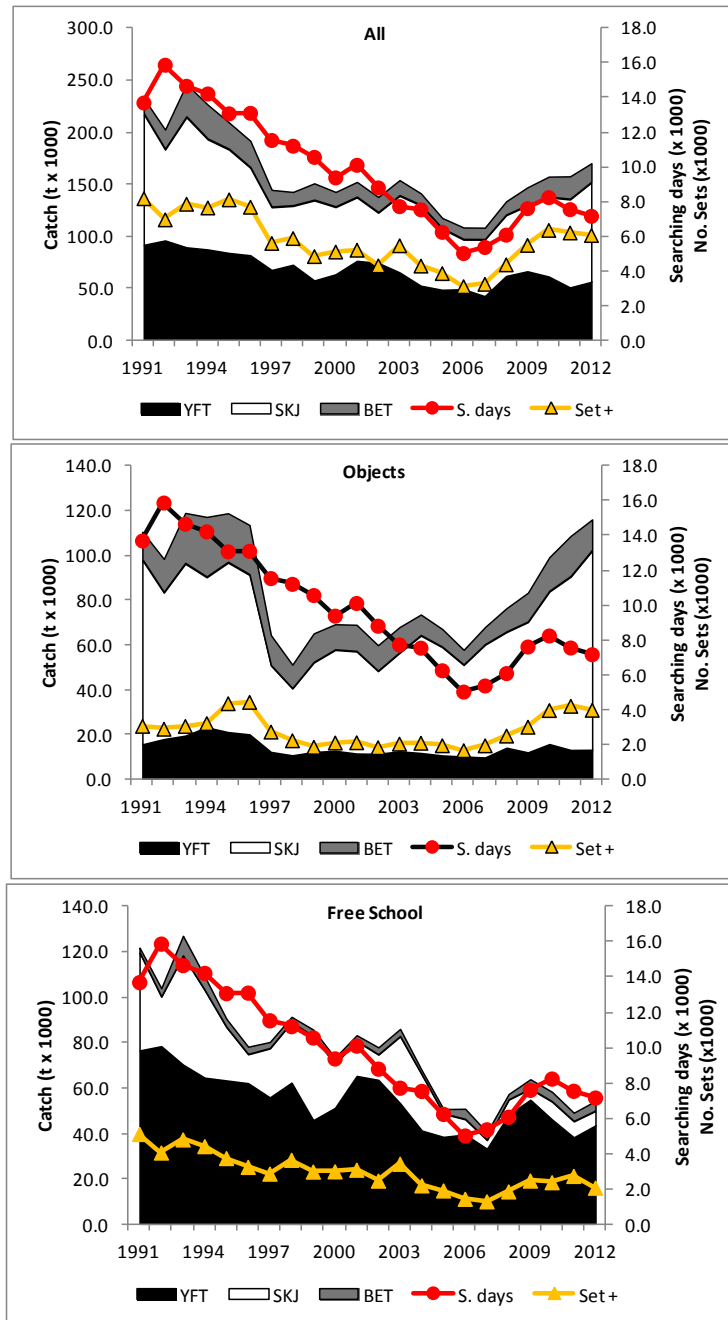 All
Catch (t x 1000)
300.0
250.0
200.0
150.0
100.0
50.0
0.0
18.0
16.0
14.0
12.0
10.0
8.0
6.0
4.0
2.0
0.0
Searching days (x 1000)
No. Sets (x1000)
1991 1994 1997 2000 2003 2006 2009 2012
YFT SKJ BET S. days Set +
Objects
Catch (t x 1000)
140.0
120.0
100.0
80.0
60.0
40.0
20.0
0.0
18.0
16.0
14.0
12.0
10.0
8.0
6.0
4.0
2.0
0.0
Searching days (x 1000)
No. Sets (x1000)
1991 1994 1997 2000 2003 2006 2009 2012
YFT SKJ BET S. days Set +
Free School
Catch (t x 1000)
140.0
120.0
100.0
80.0
60.0
40.0
20.0
0.0
18.0
16.0
14.0
12.0
10.0
8.0
6.0
4.0
2.0
0.0
Searching days (x 1000)
No. Sets (x1000)
1991 1994 1997 2000 2003 2006 2009 2012
YFT SKJ BET S. days Set +